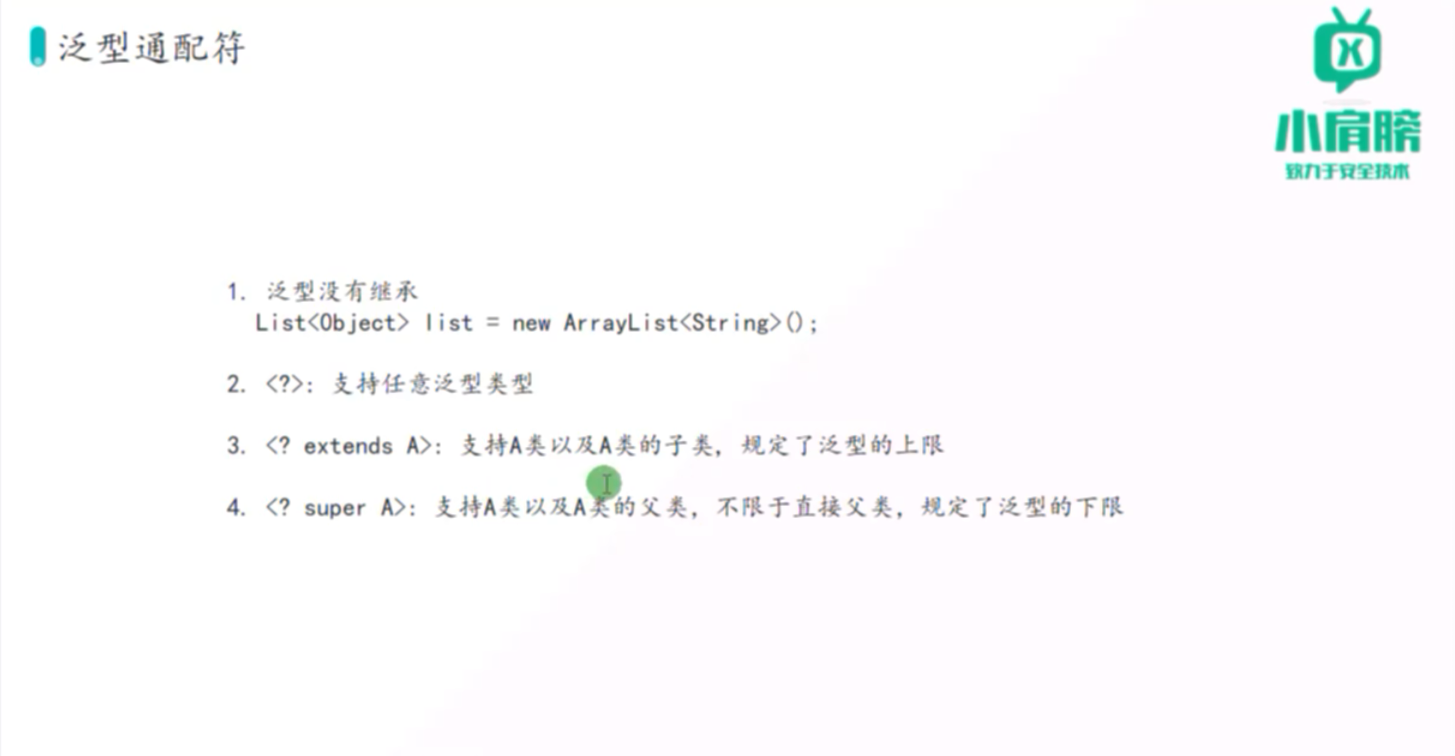 泛型通配符
小肩膀
致力于安全技术
1. 泛型没有继承
List<Object> list = new ArrayList<String>();
2. <?>: 支持任意泛型类型
3. <? extends A>: 支持A类以及A类的子类，规定了泛型的上限
4. <? super A>: 支持A类以及A类的父类，不限于直接父类，规定了泛型的下限